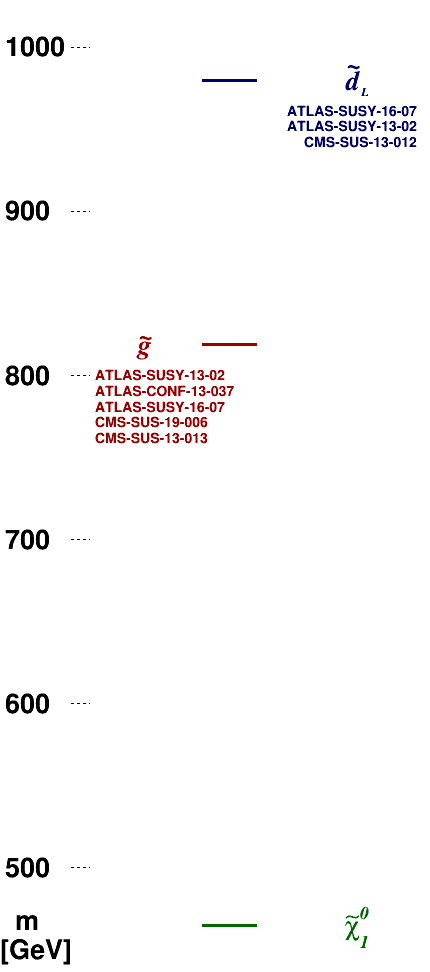 1000
d̃L
ATLAS-SUSY-16-07
ATLAS-SUSY-13-02
CMS-SUS-13-012
900
g̃
800
ATLAS-SUSY-13-02
ATLAS-CONF-13-037
ATLAS-SUSY-16-07
CMS-SUS-19-006
CMS-SUS-13-013
700
600
500
m
[GeV]
χ̃⁰₁